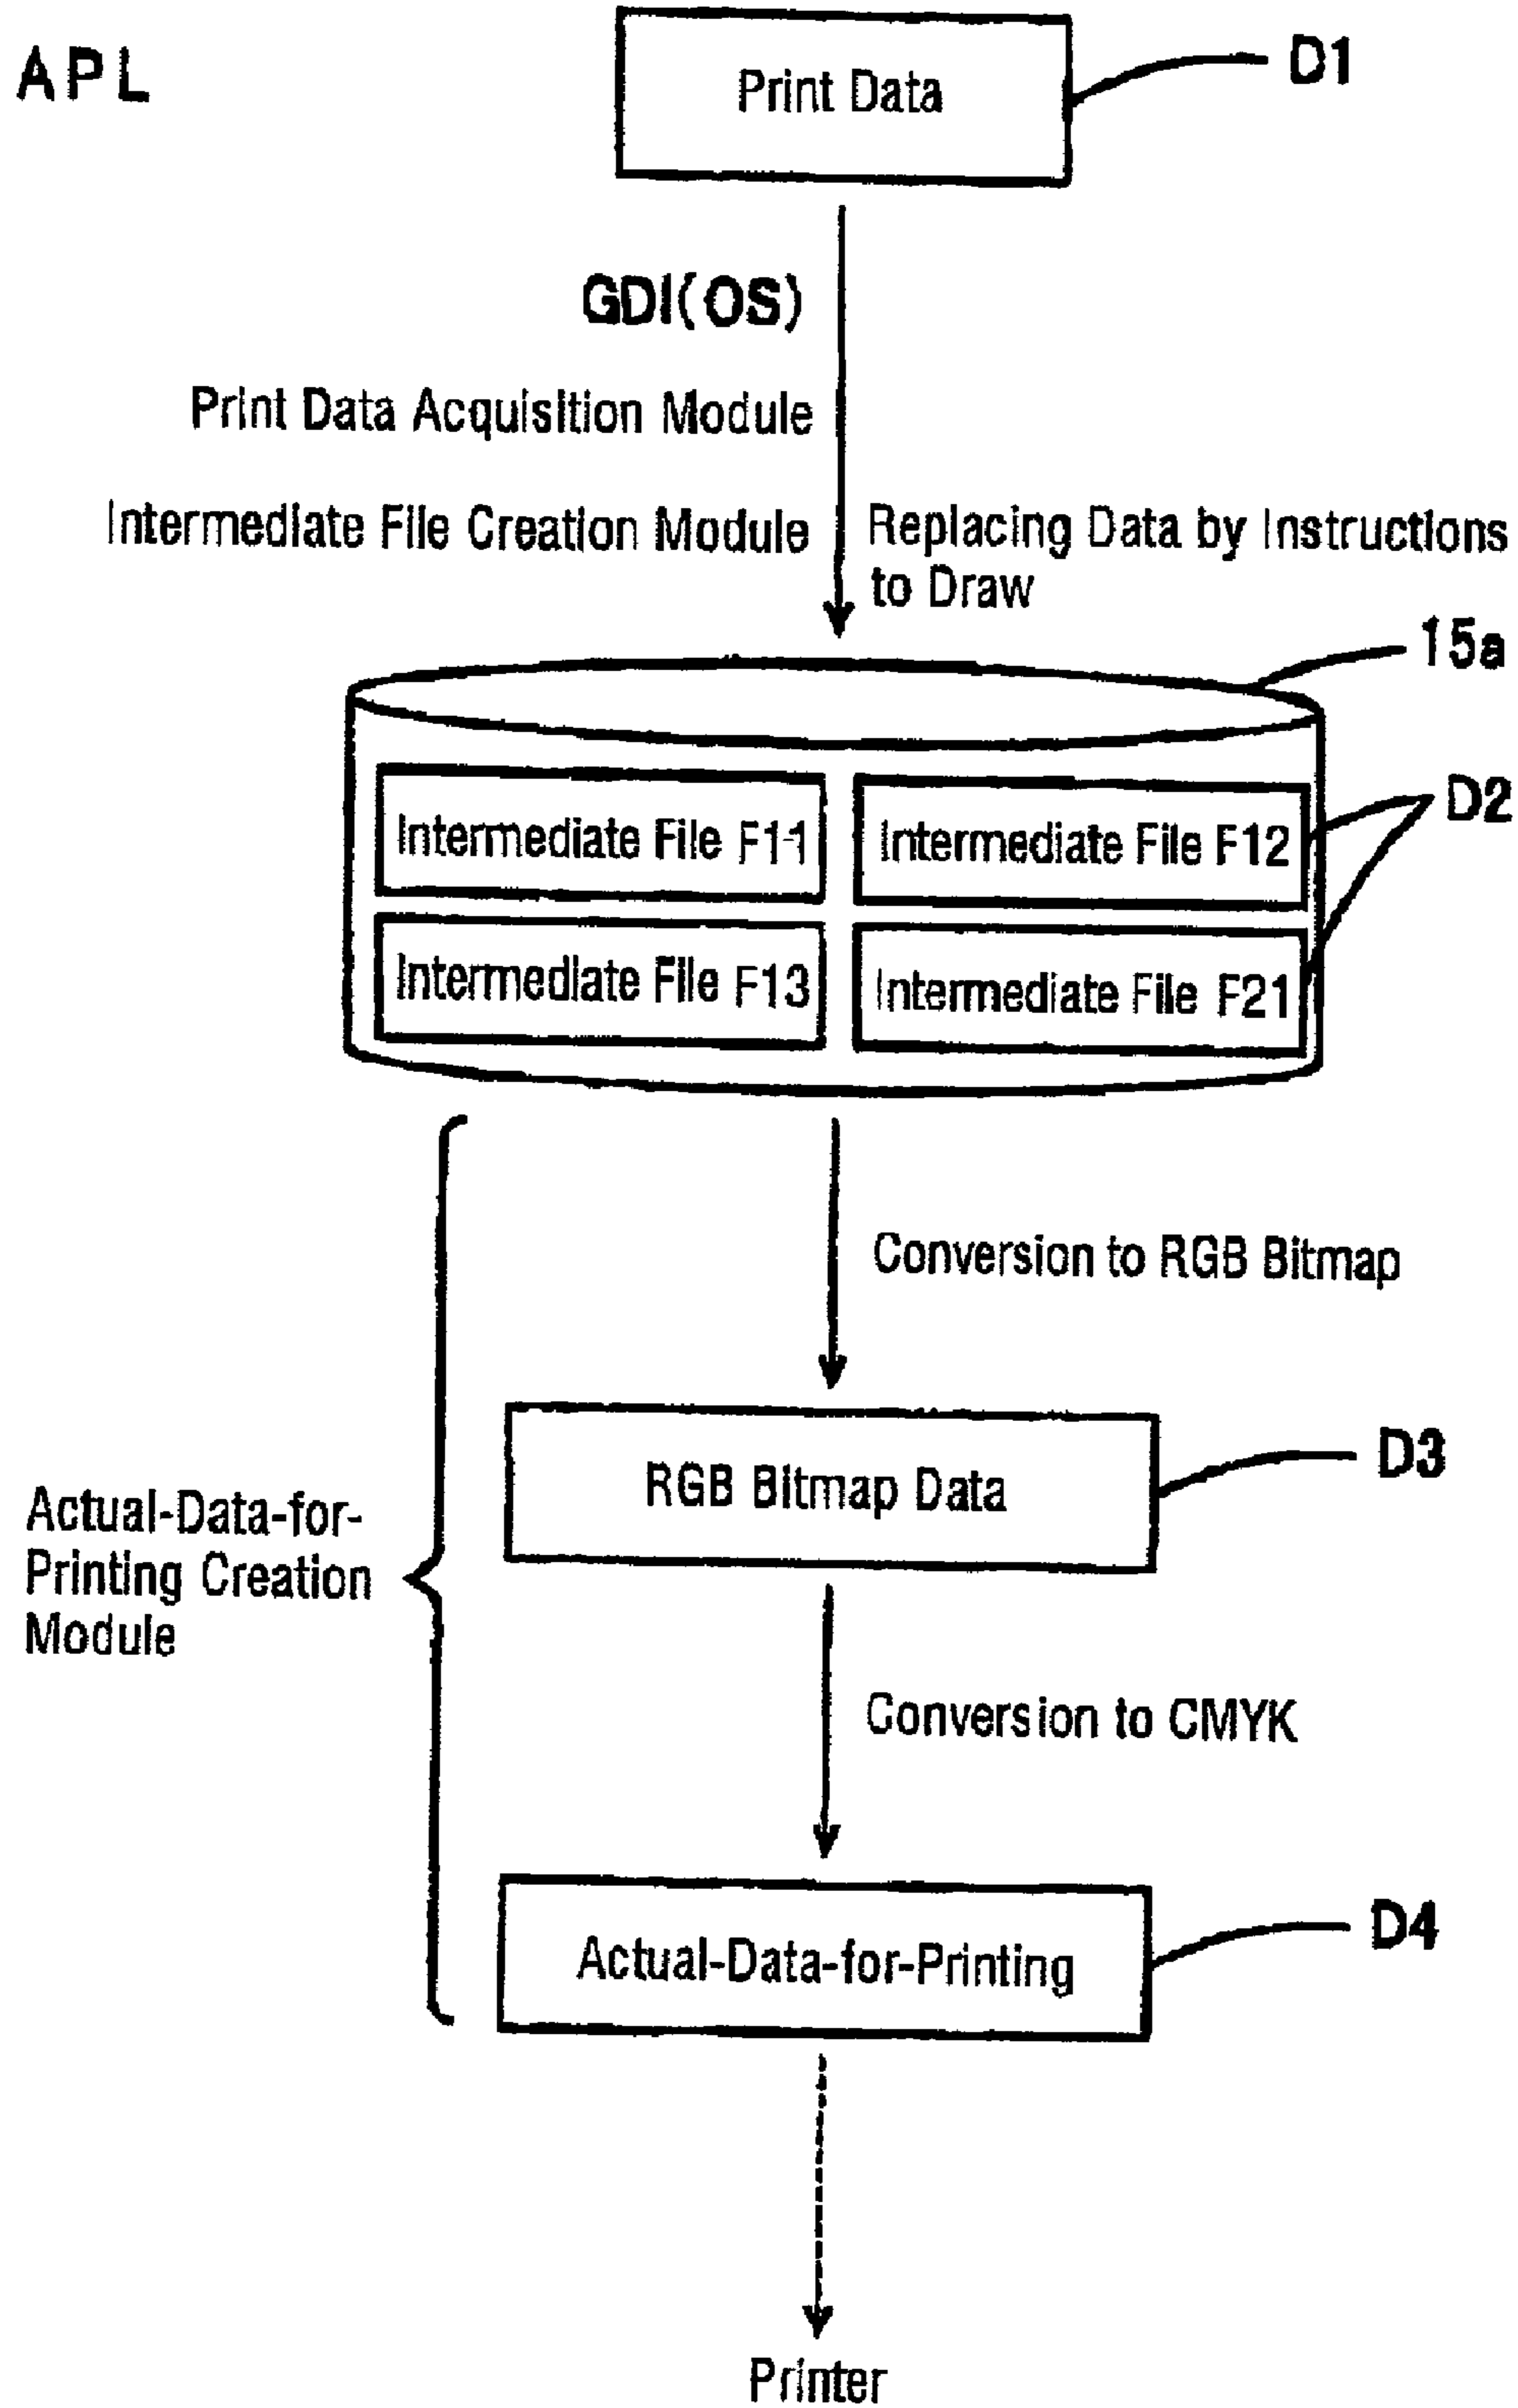 APL
Print Data
D1
GDI(OS)
Print Data Acquisition Module
Intermediate File Creation Module
Replacing Data by Instructions
to Draw
15a
Intermediate File F11
Intermediate File F12
D2
Intermediate File F13
Intermediate File F21
Conversion to RGB Bitmap
RGB Bitmap Data
D3
Actual-Data-for-
Printing Creation
Module
Conversion to CMYK
Actual-Data-for-Printing
D4
Printer